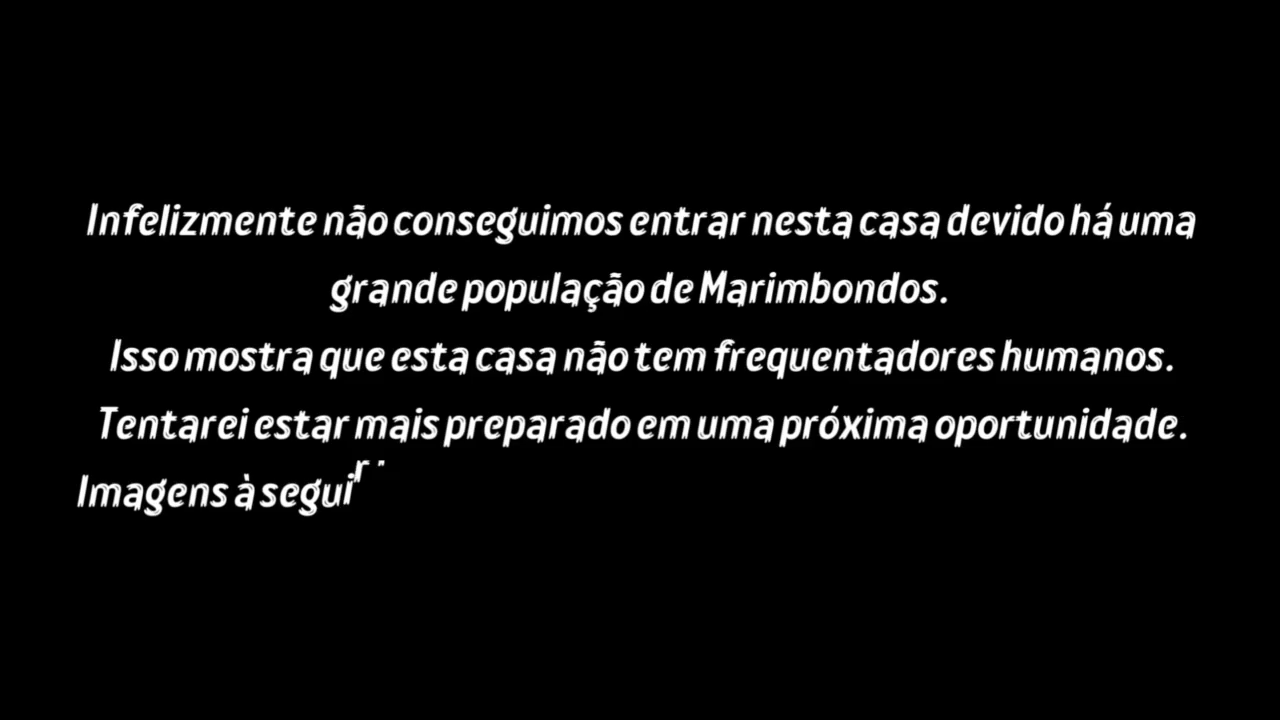 Infelizmente não conseguimos entrar nesta casa devido há uma
grande população de Marimbondos.
Isso mostra que esta casa não tem frequentadores humanos.
Tentarei estar mais preparado em uma próxima oportunidade.
Imagens à seguir